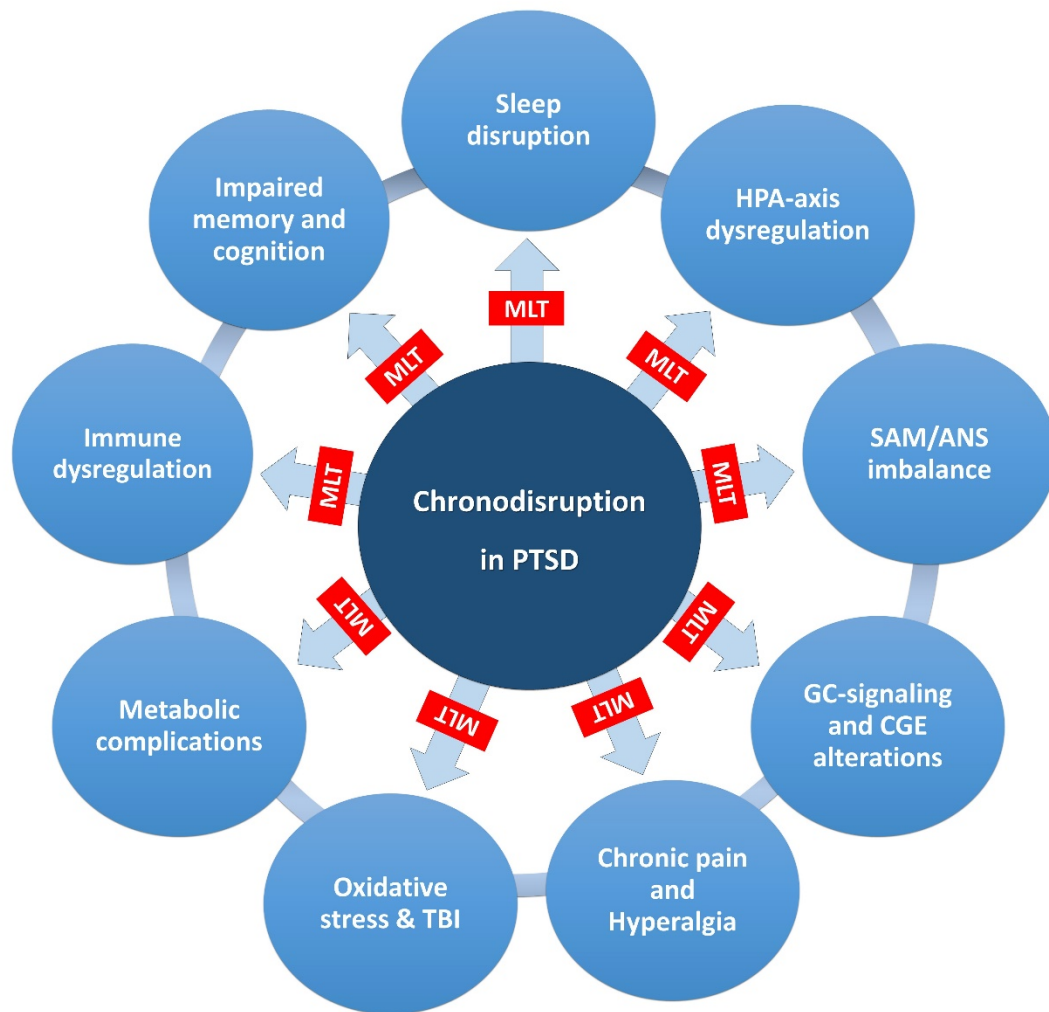 Sleep
disruption
HPA-axis
dysregulation
SAM/ANS
imbalance
GC-signaling
and CGE
alterations
Chronic pain
and
Hyperalgia
Oxidative
stress & TBI
Metabolic
complications
Immune
dysregulation
Impaired
memory and
cognition
MLT
MLT
MLT
MLT
MLT
MLT
MLT
MLT
MLT
Chronodisruption
in PTSD